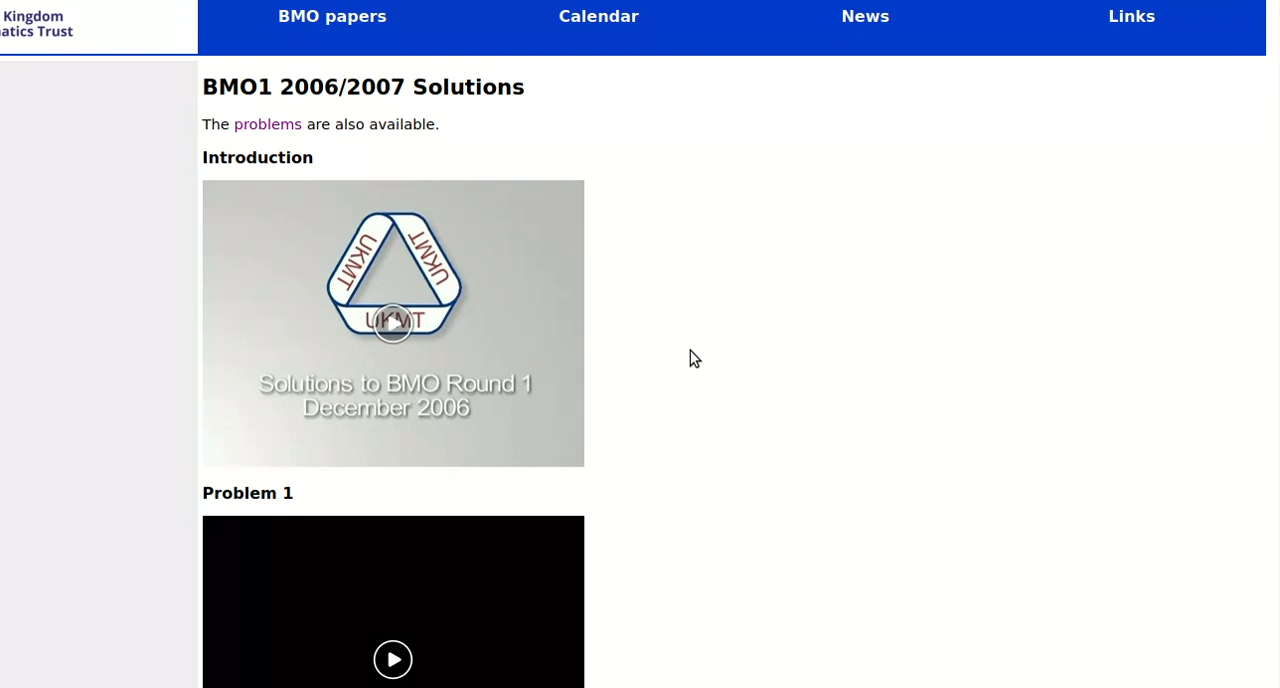 Kingdom
atics Trust
BMO papers
Calendar
News
Links
BMO1 2006/2007 Solutions
The problems are also available.
Introduction
UKMT
UKMT
UKMT
Solutions to BMO Round 1
December 2006
Problem 1